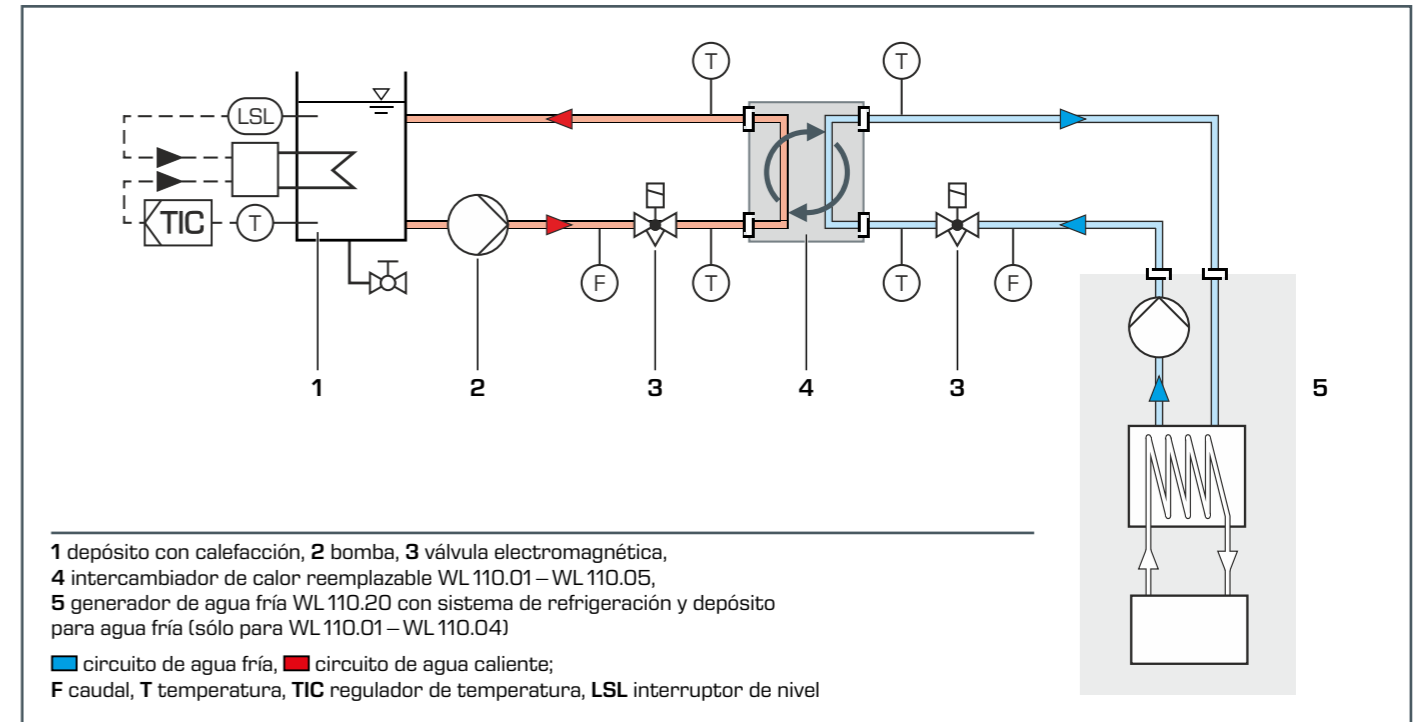 T T
LSL
TIC T
F T T F
1 2 3 4 3 5
1 depósito con calefacción, 2 bomba, 3 válvula electromagnética,
4 intercambiador de calor reemplazable WL 110.01 – WL 110.05,
5 generador de agua fría WL 110.20 con sistema de refrigeración y depósito
para agua fría (sólo para WL 110.01 – WL 110.04)
circuito de agua fría, circuito de agua caliente;
F caudal, T temperatura, TIC regulador de temperatura, LSL interruptor de nivel